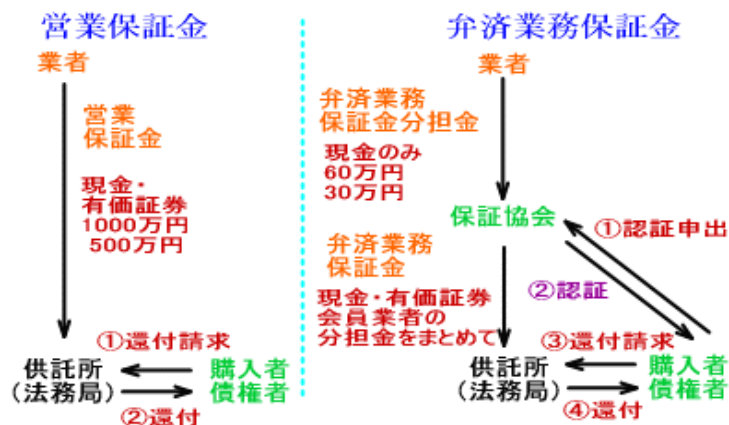 営業保証金
業者
営業
保証金
現金・
有価証券
1000万円
500万円
①還付請求
供託所
(法務局)
購入者
債権者
②還付
弁済業務保証金
業者
弁済業務
保証金分担金
現金のみ
60万円
30万円
保証協会
①認証申出
弁済業務
保証金
②認証
現金・有価証券
会員業者の
分担金をまとめて
③還付請求
供託所
(法務局)
購入者
債権者
④還付